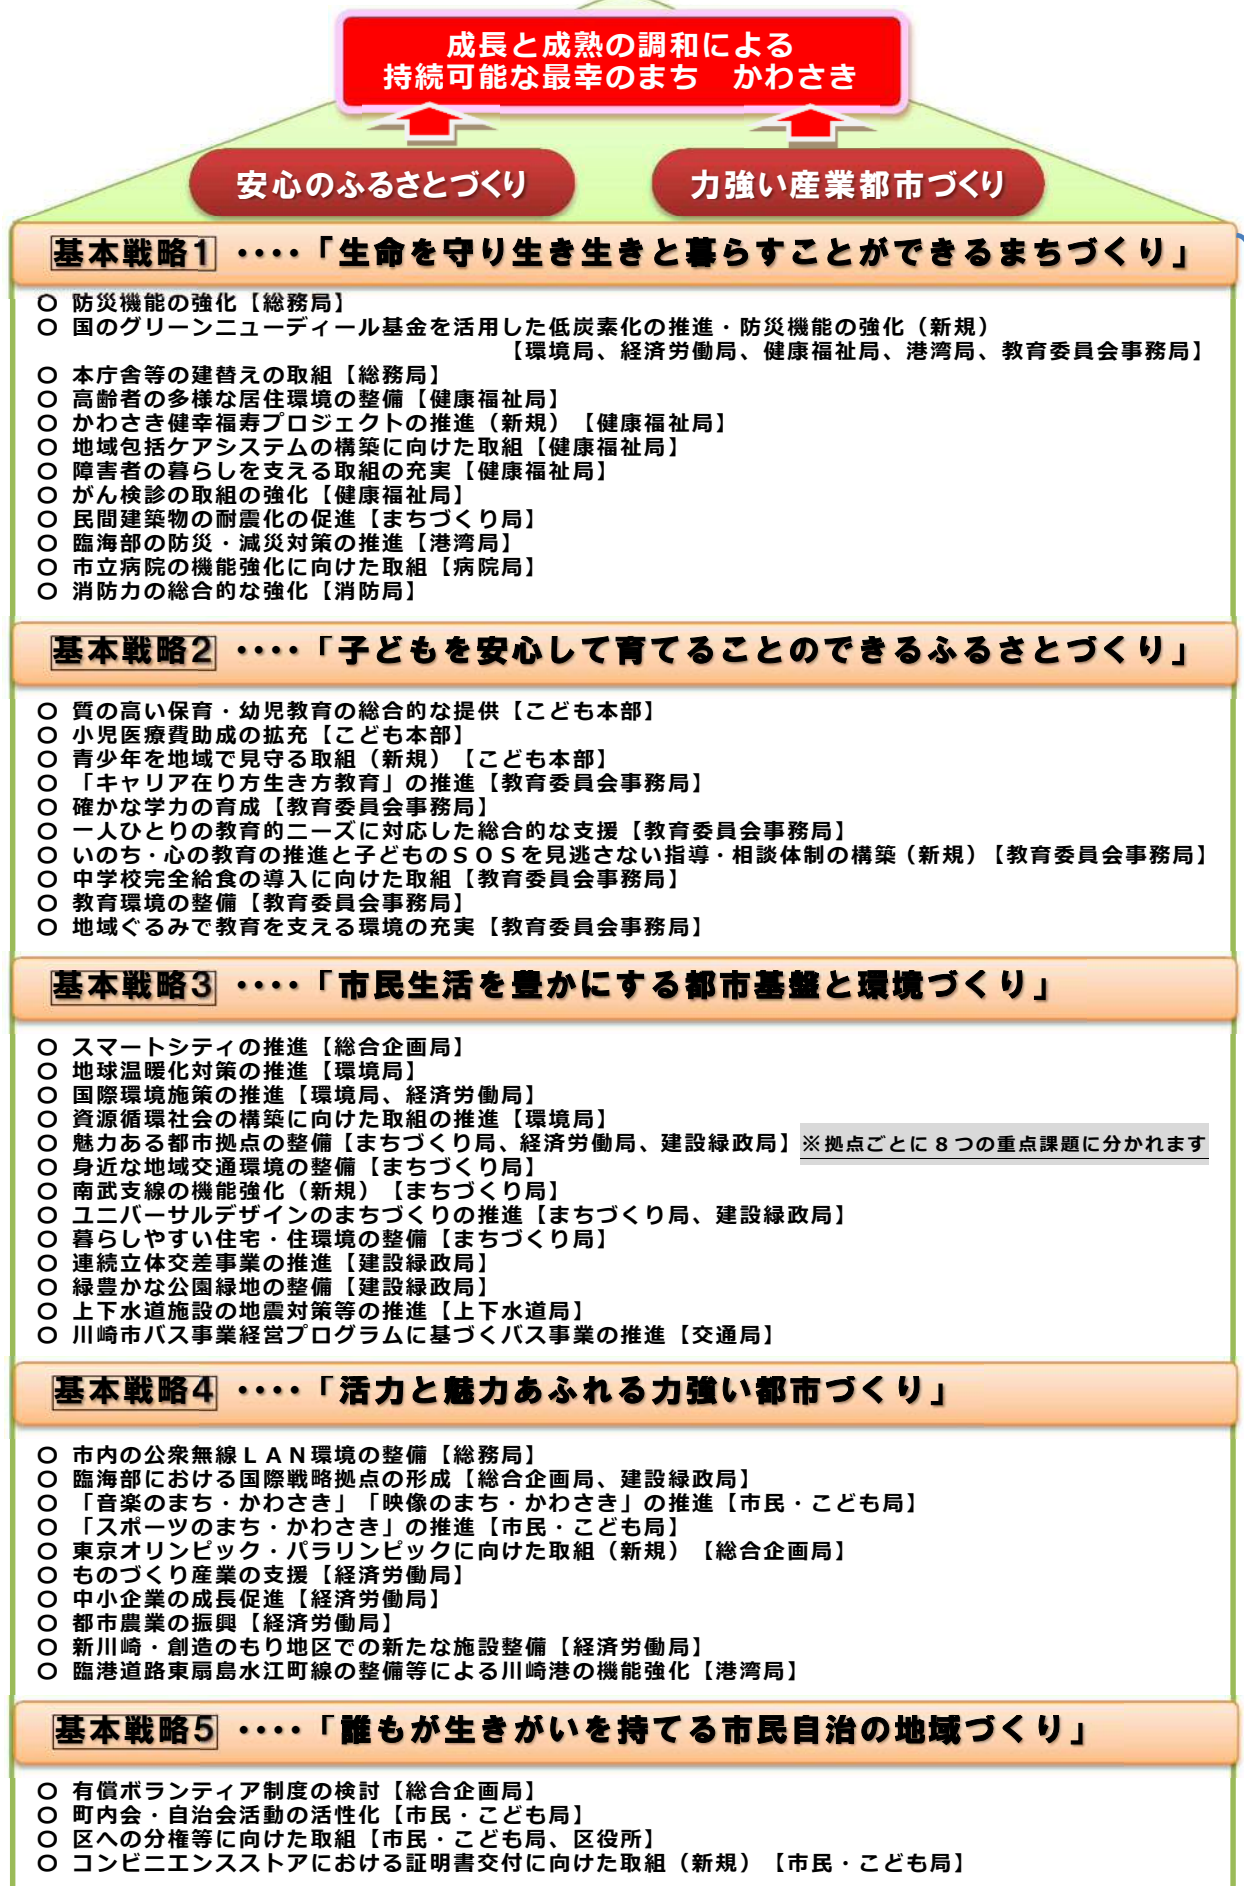 成長と成熟の調和による
持続可能な最幸のまち　かわさき
安心のふるさとづくり
力強い産業都市づくり
基本戦略1 ‥‥「生命を守り生き生きと暮らすことができるまちづくり」
○ 防災機能の強化【総務局】
○ 国のグリーンニューディール基金を活用した低炭素化の推進・防災機能の強化（新規）
【環境局、経済労働局、健康福祉局、港湾局、教育委員会事務局】
○ 本庁舎等の建替えの取組【総務局】
○ 高齢者の多様な居住環境の整備【健康福祉局】
○ かわさき健幸福寿プロジェクトの推進（新規）【健康福祉局】
○ 地域包括ケアシステムの構築に向けた取組【健康福祉局】
○ 障害者の暮らしを支える取組の充実【健康福祉局】
○ がん検診の取組の強化【健康福祉局】
○ 民間建築物の耐震化の促進【まちづくり局】
○ 臨海部の防災・減災対策の推進【港湾局】
○ 市立病院の機能強化に向けた取組【病院局】
○ 消防力の総合的な強化【消防局】
基本戦略2 ‥‥「子どもを安心して育てることのできるふるさとづくり」
○ 質の高い保育・幼児教育の総合的な提供【こども本部】
○ 小児医療費助成の拡充【こども本部】
○ 青少年を地域で見守る取組（新規）【こども本部】
○ 「キャリア在り方生き方教育」の推進【教育委員会事務局】
○ 確かな学力の育成【教育委員会事務局】
○ 一人ひとりの教育的ニーズに対応した総合的な支援【教育委員会事務局】
○ いのち・心の教育の推進と子どものＳＯＳを見逃さない指導・相談体制の構築（新規）【教育委員会事務局】
○ 中学校完全給食の導入に向けた取組【教育委員会事務局】
○ 教育環境の整備【教育委員会事務局】
○ 地域ぐるみで教育を支える環境の充実【教育委員会事務局】
基本戦略3 ‥‥「市民生活を豊かにする都市基盤と環境づくり」
○ スマートシティの推進【総合企画局】
○ 地球温暖化対策の推進【環境局】
○ 国際環境施策の推進【環境局、経済労働局】
○ 資源循環社会の構築に向けた取組の推進【環境局】
○ 魅力ある都市拠点の整備【まちづくり局、経済労働局、建設緑政局】※拠点ごとに８つの重点課題に分かれます
○ 身近な地域交通環境の整備【まちづくり局】
○ 南武支線の機能強化（新規）【まちづくり局】
○ ユニバーサルデザインのまちづくりの推進【まちづくり局、建設緑政局】
○ 暮らしやすい住宅・住環境の整備【まちづくり局】
○ 連続立体交差事業の推進【建設緑政局】
○ 緑豊かな公園緑地の整備【建設緑政局】
○ 上下水道施設の地震対策等の推進【上下水道局】
○ 川崎市バス事業経営プログラムに基づくバス事業の推進【交通局】
基本戦略4 ‥‥「活力と魅力あふれる力強い都市づくり」
○ 市内の公衆無線ＬＡＮ環境の整備【総務局】
○ 臨海部における国際戦略拠点の形成【総合企画局、建設緑政局】
○ 「音楽のまち・かわさき」「映像のまち・かわさき」の推進【市民・こども局】
○ 「スポーツのまち・かわさき」の推進【市民・こども局】
○ 東京オリンピック・パラリンピックに向けた取組（新規）【総合企画局】
○ ものづくり産業の支援【経済労働局】
○ 中小企業の成長促進【経済労働局】
○ 都市農業の振興【経済労働局】
○ 新川崎・創造のもり地区での新たな施設整備【経済労働局】
○ 臨港道路東扇島水江町線の整備等による川崎港の機能強化【港湾局】
基本戦略5 ‥‥「誰もが生きがいを持てる市民自治の地域づくり」
○ 有償ボランティア制度の検討【総合企画局】
○ 町内会・自治会活動の活性化【市民・こども局】
○ 区への分権等に向けた取組【市民・こども局、区役所】
○ コンビニエンスストアにおける証明書交付に向けた取組（新規）【市民・こども局】